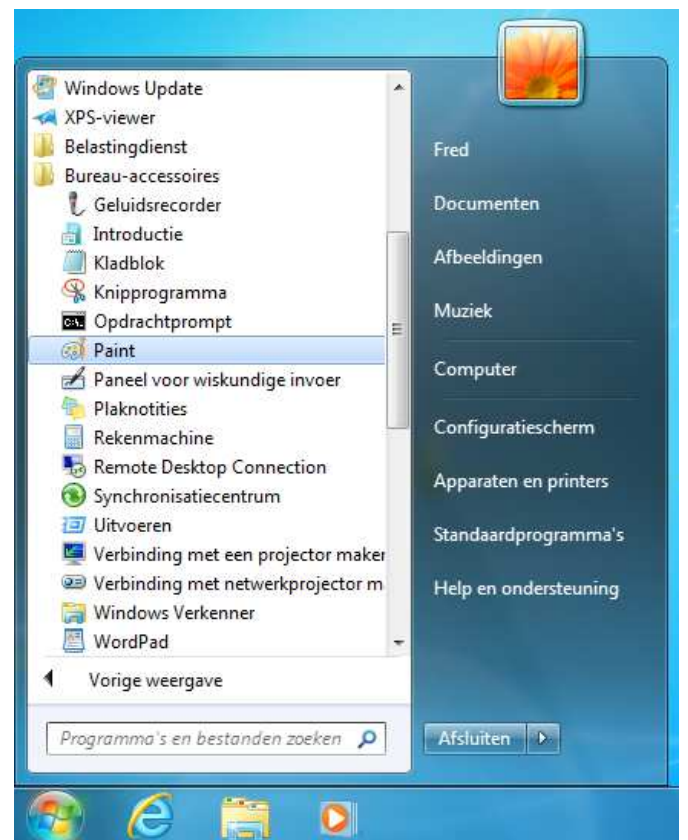 Windows Update
XPS-viewer
Belastingdienst
Bureau-accessoires
Geluidsrecorder
Introductie
Kladblok
Knipprogramma
Opdrachtprompt
Paint
Paneel voor wiskundige invoer
Plaknotities
Rekenmachine
Remote Desktop Connection
Synchronisatiecentrum
Uitvoeren
Verbinding met een projector maken
Verbinding met netwerkprojector m
Windows Verkenner
WordPad
Vorige weergave
Programma's en bestanden zoeken
Fred
Documenten
Afbeeldingen
Muziek
Computer
Configuratiescherm
Apparaten en printers
Standaardprogramma's
Help en ondersteuning
Afsluiten